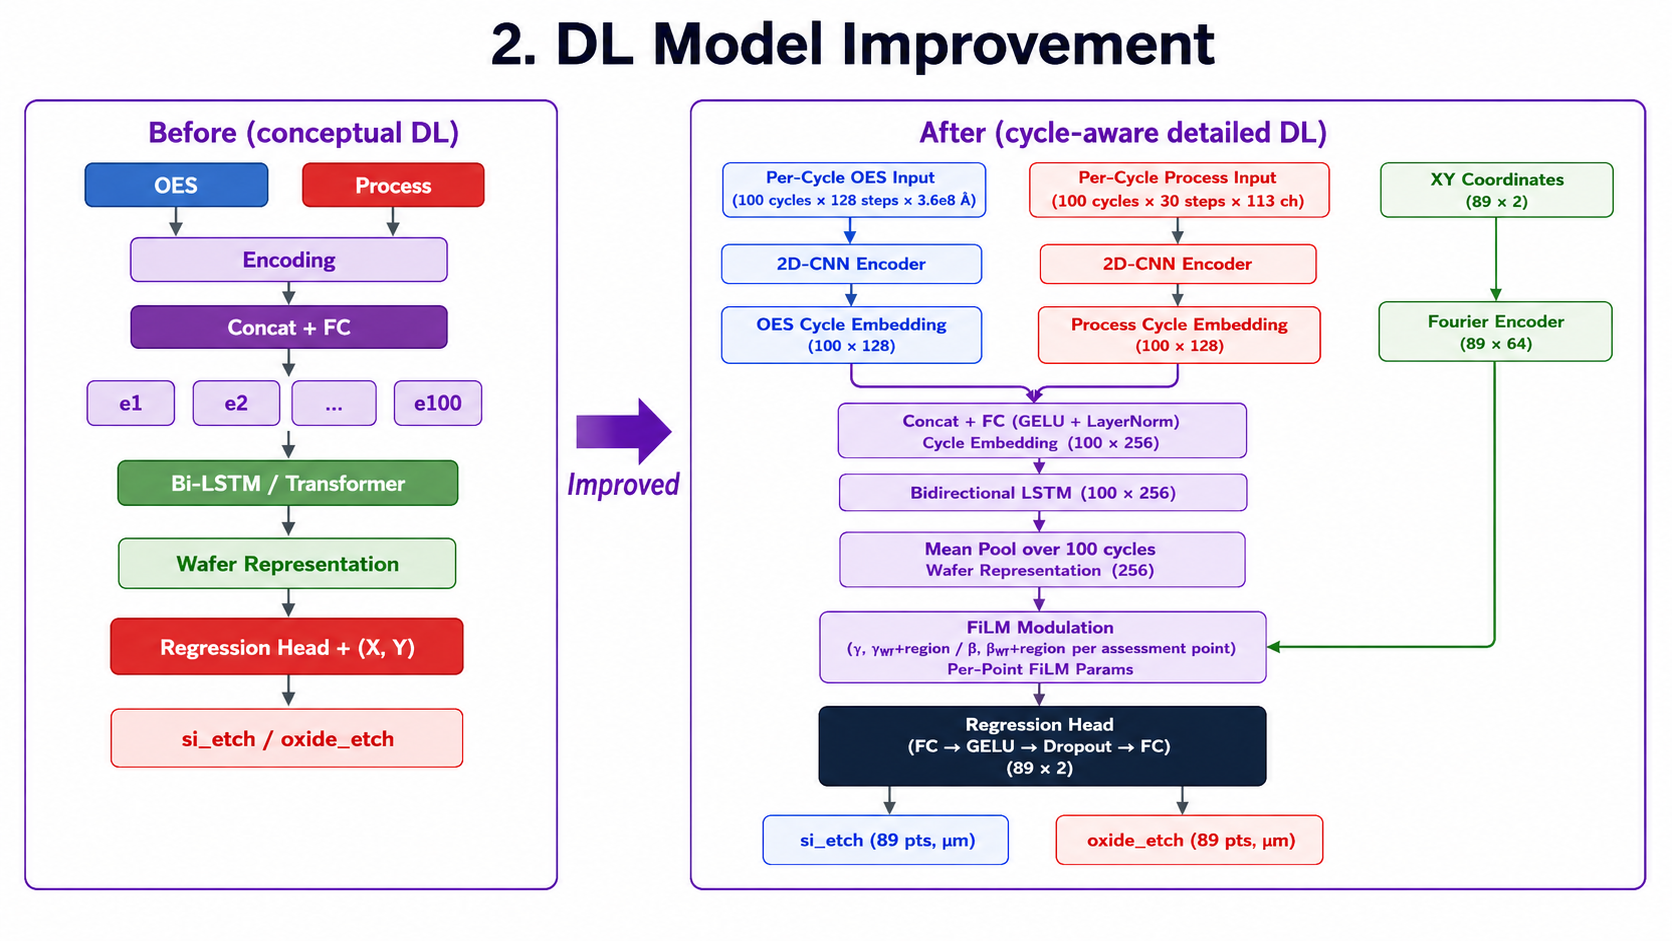 2. DL Model Improvement
Before (conceptual DL)
OES
Process
Encoding
Concat + FC
e1
e2
...
e100
Bi-LSTM / Transformer
Wafer Representation
Regression Head + (X, Y)
si_etch / oxide_etch
Improved
After (cycle-aware detailed DL)
Per-Cycle OES Input
(100 cycles × 128 steps × 3.6e8 Å)
2D-CNN Encoder
OES Cycle Embedding
(100 × 128)
Per-Cycle Process Input
(100 cycles × 30 steps × 113 ch)
2D-CNN Encoder
Process Cycle Embedding
(100 × 128)
XY Coordinates
(89 × 2)
Fourier Encoder
(89 × 64)
Concat + FC (GELU + LayerNorm)
Cycle Embedding (100 × 256)
Bidirectional LSTM (100 × 256)
Mean Pool over 100 cycles
Wafer Representation (256)
FiLM Modulation
(γ, γwf+region / β, βwf+region per assessment point)
Per-Point FiLM Params
Regression Head
(FC → GELU → Dropout → FC)
(89 × 2)
si_etch (89 pts, µm)
oxide_etch (89 pts, µm)